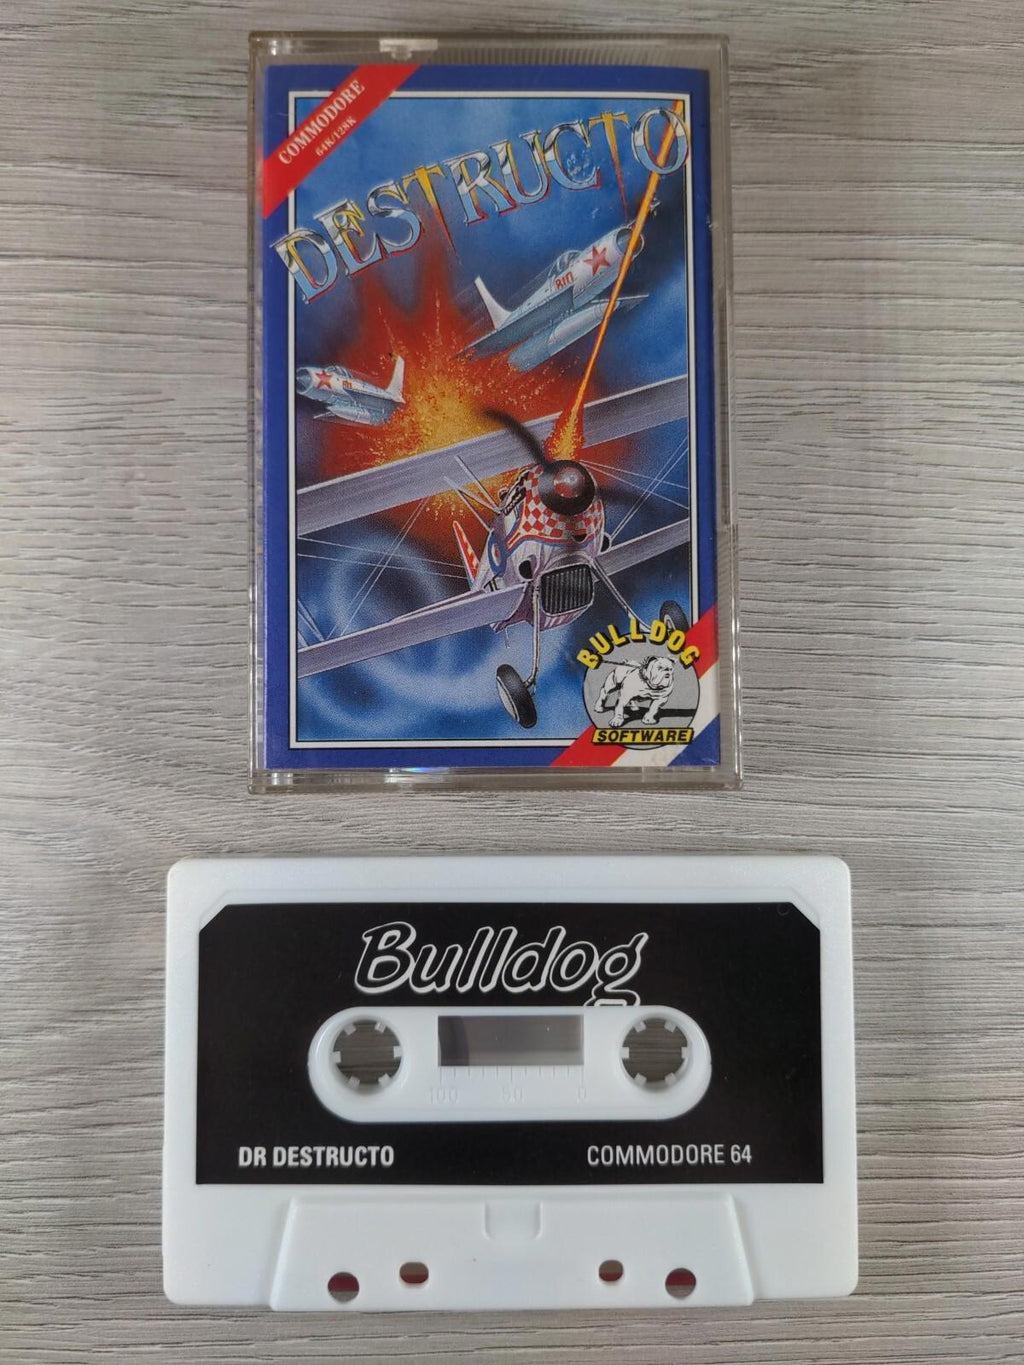 COMMODORE
64K/128K
DESTRUCTO
BULLDOG
SOFTWARE
Bulldog
100 50 0
DR DESTRUCTO
COMMODORE 64